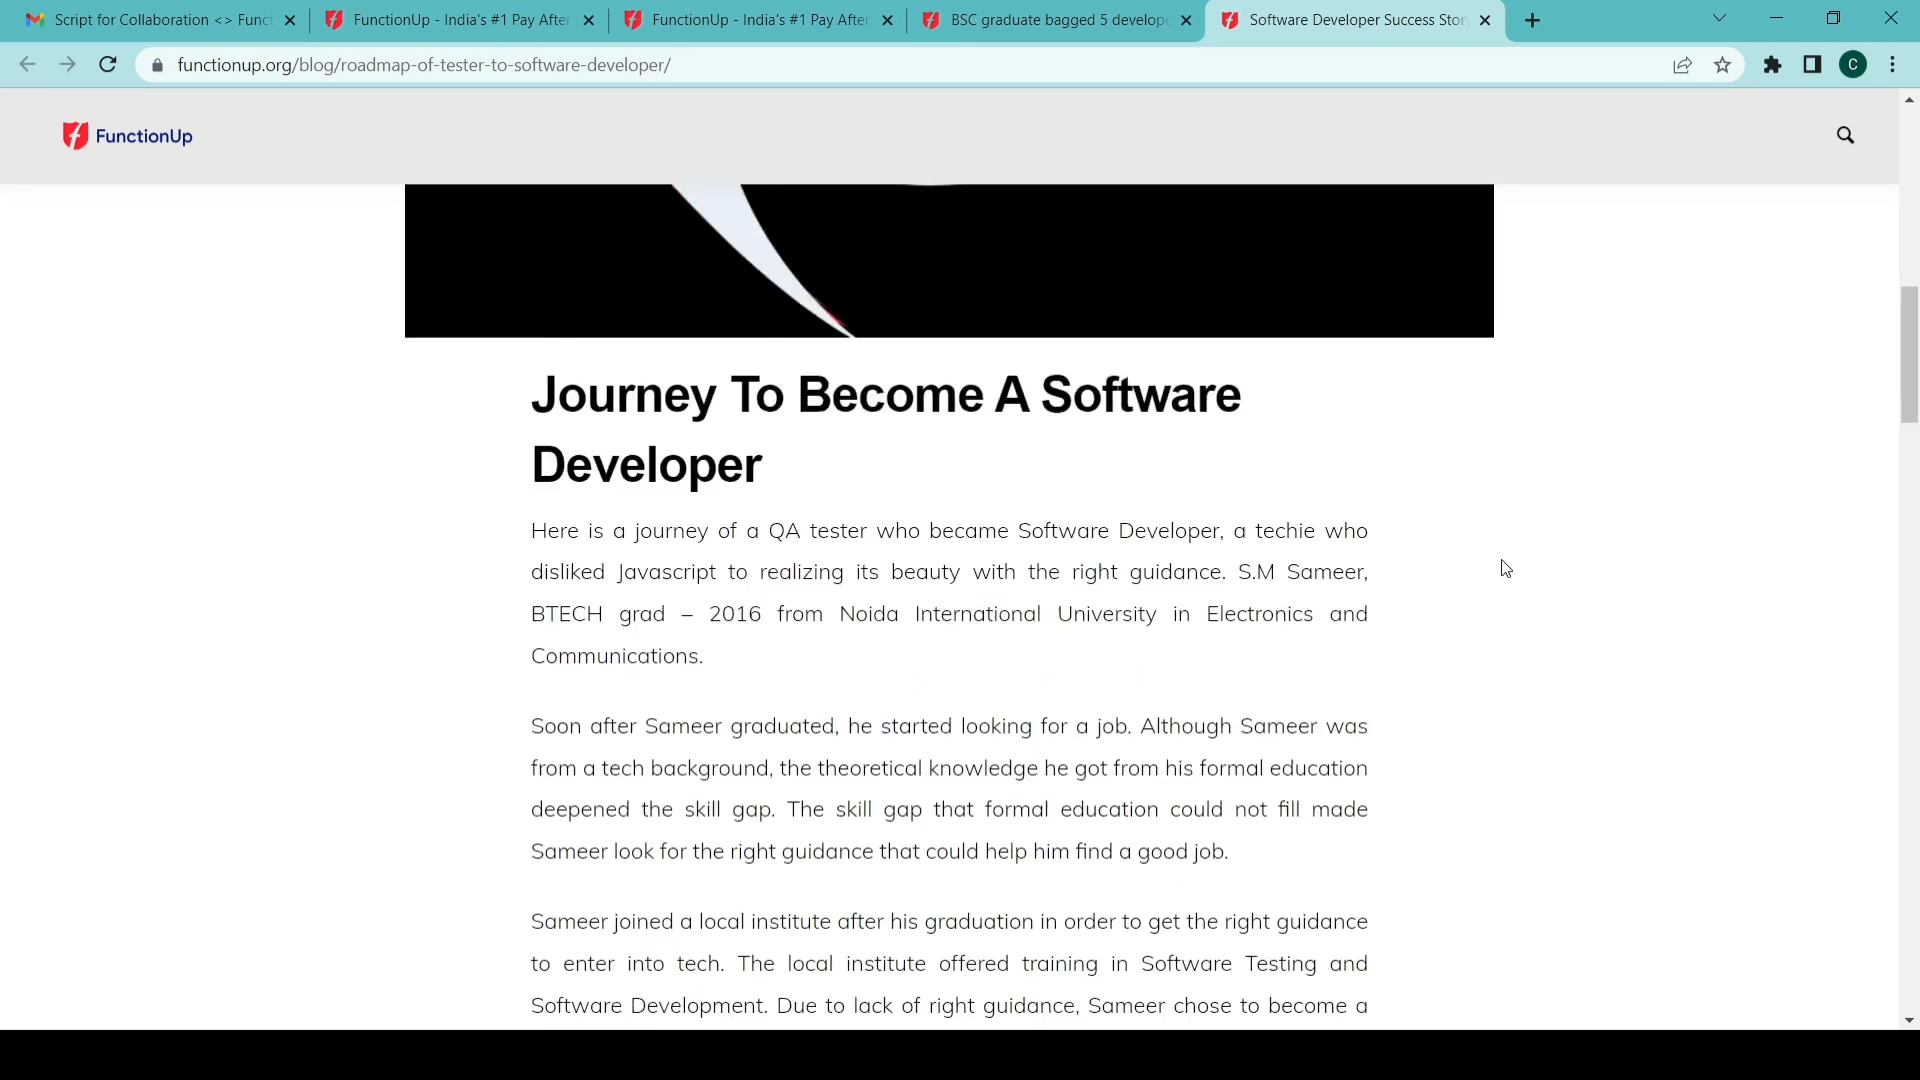 Script for Collaboration <> Funct
FunctionUp - India's #1 Pay After
FunctionUp - India's #1 Pay After
BSC graduate bagged 5 develope
Software Developer Success Stor
functionup.org/blog/roadmap-of-tester-to-software-developer/
C
FunctionUp
Journey To Become A Software
Developer
Here is a journey of a QA tester who became Software Developer, a techie who
disliked Javascript to realizing its beauty with the right guidance. S.M Sameer,
BTECH grad – 2016 from Noida International University in Electronics and
Communications.
Soon after Sameer graduated, he started looking for a job. Although Sameer was
from a tech background, the theoretical knowledge he got from his formal education
deepened the skill gap. The skill gap that formal education could not fill made
Sameer look for the right guidance that could help him find a good job.
Sameer joined a local institute after his graduation in order to get the right guidance
to enter into tech. The local institute offered training in Software Testing and
Software Development. Due to lack of right guidance, Sameer chose to become a